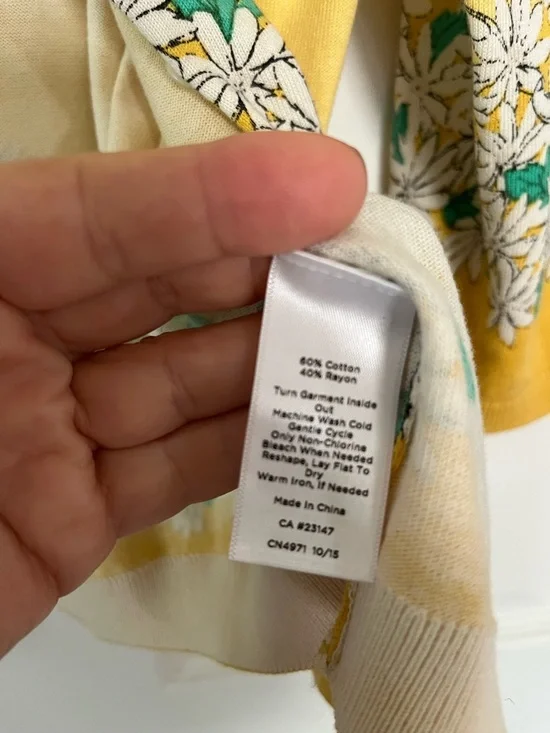 60% Cotton
40% Rayon
Turn Garment Inside
Out
Machine Wash Cold
Gentle Cycle
Only Non-Chlorine
Bleach When Needed
Reshape, Lay Flat To
Dry
Warm Iron, If Needed
Made In China
CA #23147
CN4971 10/15